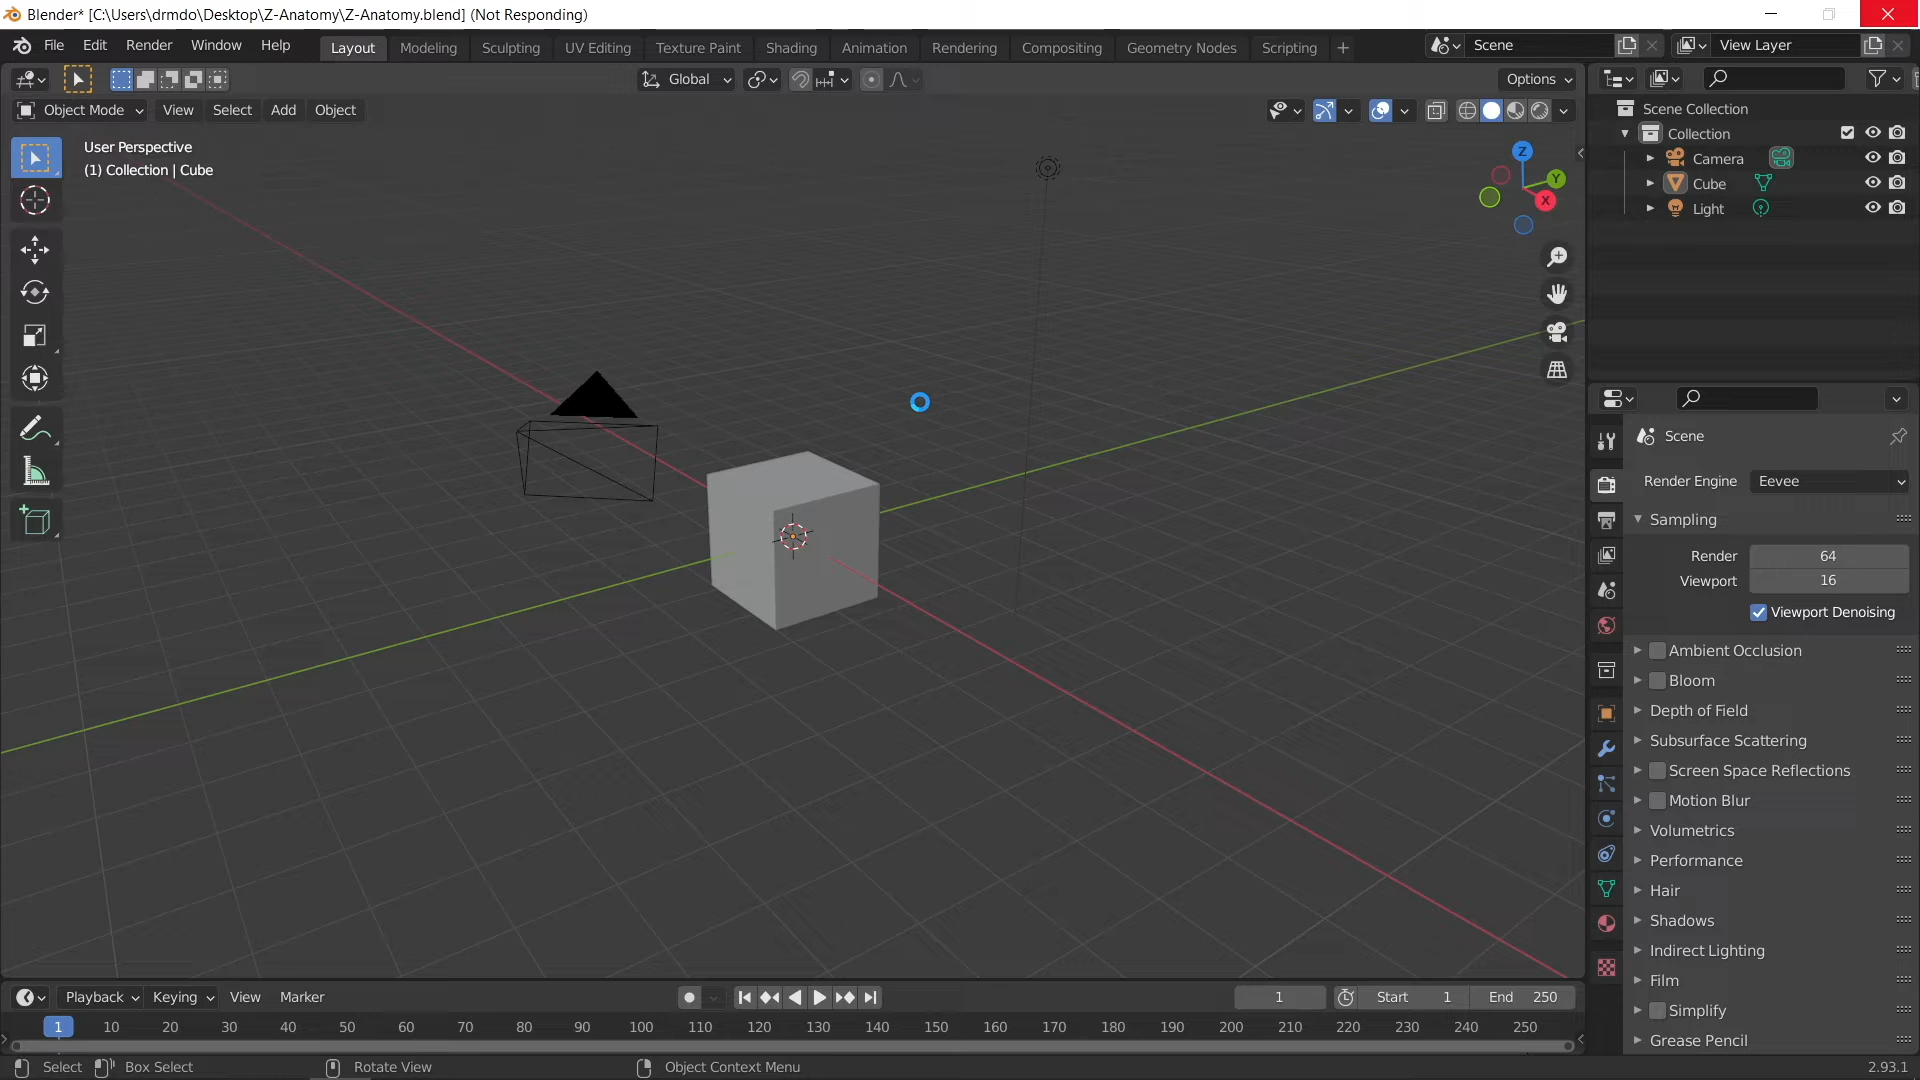 Blender* [C:\Users\drmdo\Desktop\Z-Anatomy\Z-Anatomy.blend] (Not Responding)
File Edit Render Window Help Layout Modeling Sculpting UV Editing Texture Paint Shading Animation Rendering Compositing Geometry Nodes Scripting + Scene View Layer
Global Options
Object Mode View Select Add Object
User Perspective
(1) Collection | Cube
Z
Y
X
Scene Collection
Collection
Camera
Cube
Light
Scene
Render Engine Eevee
Sampling
Render 64
Viewport 16
Viewport Denoising
Ambient Occlusion
Bloom
Depth of Field
Subsurface Scattering
Screen Space Reflections
Motion Blur
Volumetrics
Performance
Hair
Shadows
Indirect Lighting
Film
Simplify
Grease Pencil
Playback Keying View Marker 1 Start 1 End 250
1 10 20 30 40 50 60 70 80 90 100 110 120 130 140 150 160 170 180 190 200 210 220 230 240 250
Select Box Select Rotate View Object Context Menu 2.93.1